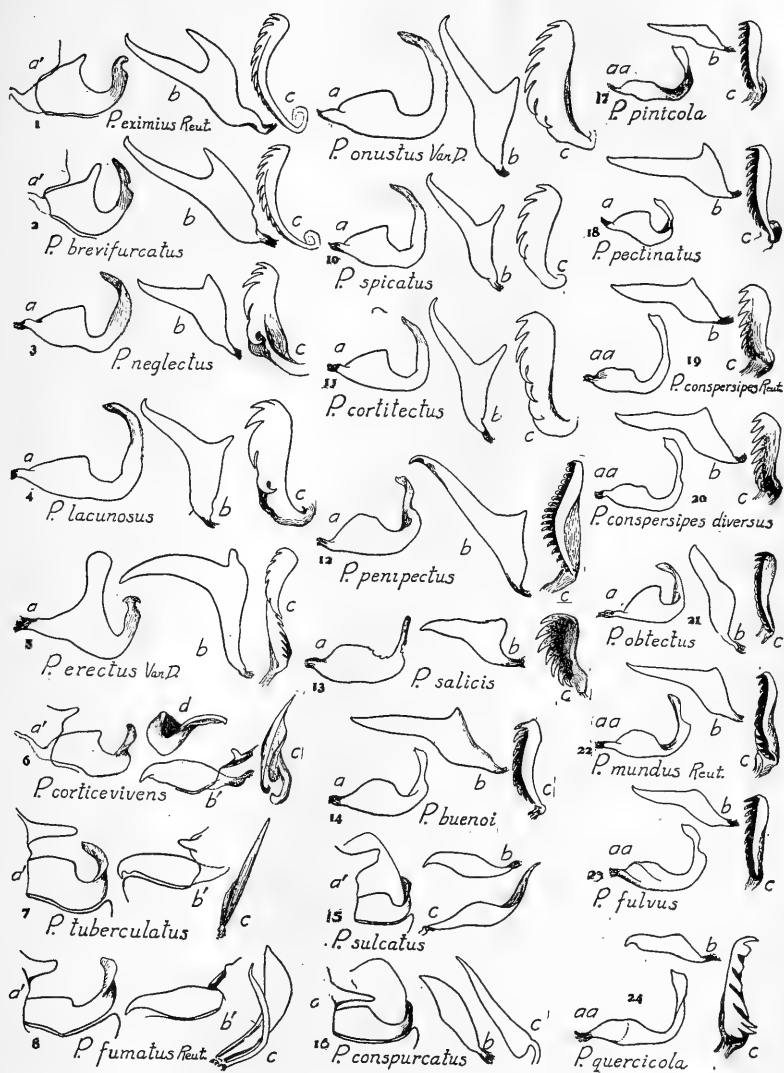 a'
b
c
1
P. eximius Reut.
a'
b
c
2
P. brevifurcatus
a
b
c
3
P. neglectus
a
b
c
4
P. lacunosus
a
b
c
5
P. erectus Van D.
a'
d
b'
c
6
P. corticevivens
a'
b'
c
7
P. tuberculatus
a'
b'
c
8
P. fumatus Reut.
a
b
c
P. onustus Van D.
a
b
c
10
P. spicatus
a
b
c
11
P. cortitectus
a
b
c
12
P. penipectus
a
b
c
13
P. salicis
a
b
c
14
P. buenoi
a'
b
c
15
P. sulcatus
c
b
c'
16
P. conspurcatus
aa
b
c
17
P. pinicola
a
b
c
18
P. pectinatus
aa
b
c
19
P. conspersipes Reut.
aa
b
c
20
P. conspersipes diversus
a
b
c
21
P. obtectus
aa
b
c
22
P. mundus Reut.
aa
b
c
23
P. fulvus
aa
b
c
24
P. quercicola